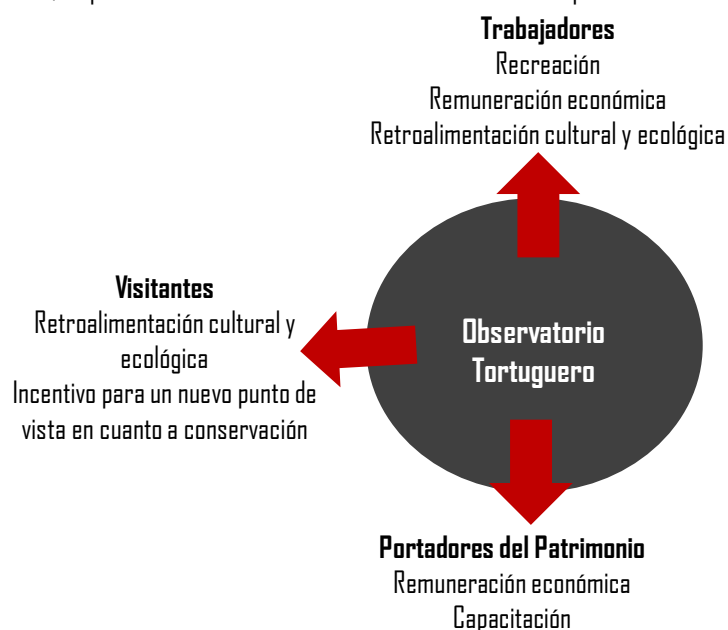 Trabajadores
Recreación
Remuneración económica
Retroalimentación cultural y ecológica
Visitantes
Retroalimentación cultural y
ecológica
Incentivo para un nuevo punto de
vista en cuanto a conservación
Observatorio
Tortuguero
Portadores del Patrimonio
Remuneración económica
Capacitación